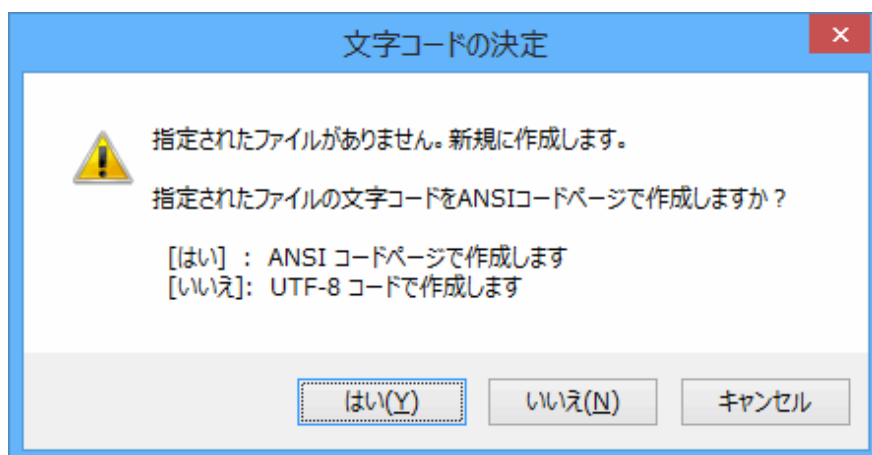 文字コードの決定
指定されたファイルがありません。新規に作成します。
指定されたファイルの文字コードをANSIコードページで作成しますか?
[はい] : ANSI コードページで作成します
[いいえ]: UTF-8 コードで作成します
はい(Y)
いいえ(N)
キャンセル